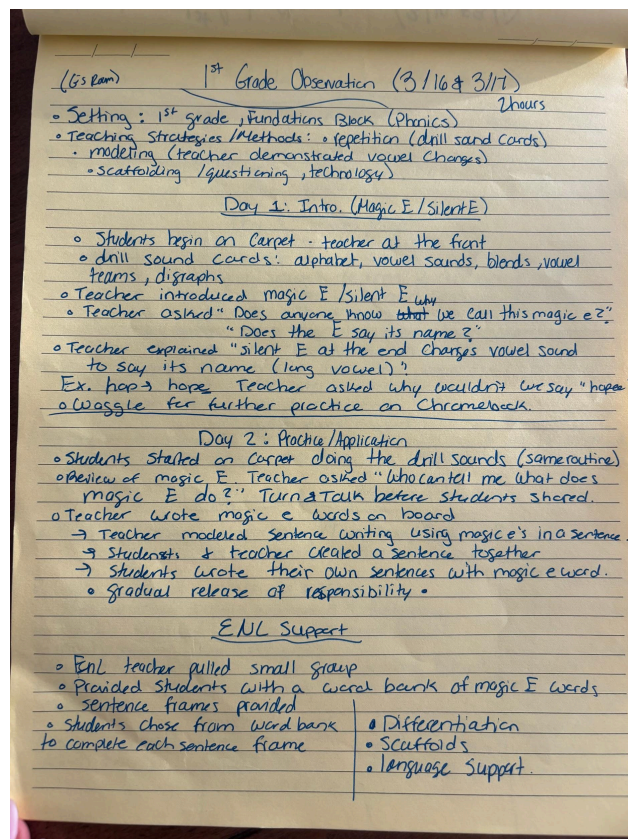 1st Grade Observation (3/16 & 3/17)
2hours
• Setting: 1st grade, Fundations Block (Phonics)
• Teaching Strategies/Methods: • repetition (drill sand cards)
• modeling (teacher demonstrated vowel changes)
• scaffolding/questioning, technology)
Day 1: Intro. (Magic E/Silent E)
• Students begin on Carpet · teacher at the front
• drill sound cards: alphabet, vowel sounds, blends, vowel
teams, digraphs
• Teacher introduced magic E/silent E
• Teacher asked "Does anyone know what why we call this magic e?"
"Does the E say its name?"
• Teacher explained "silent E at the end changes vowel sound
to say its name (long vowel)"
Ex. hop → hope. Teacher asked why wouldn't we say "hopee
• Waggle for further practice on Chromebook.
Day 2: Practice/Application
• Students started on Carpet doing the drill sounds (same routine)
• Review of magic E. Teacher asked "Who can tell me what does
magic E do?" Turn & Talk before students shared.
• Teacher wrote magic e words on board
→ Teacher modeled sentence writing using magic e's in a sentence.
→ Students & teacher created a sentence together
→ Students wrote their own sentences with magic e word.
• gradual release of responsibility •
ENL Support
• ENL teacher pulled small group
• Provided students with a word bank of magic E words
• sentence frames provided
• Students chose from word bank
to complete each sentence frame
• Differentiation
• Scaffolds
• language support.